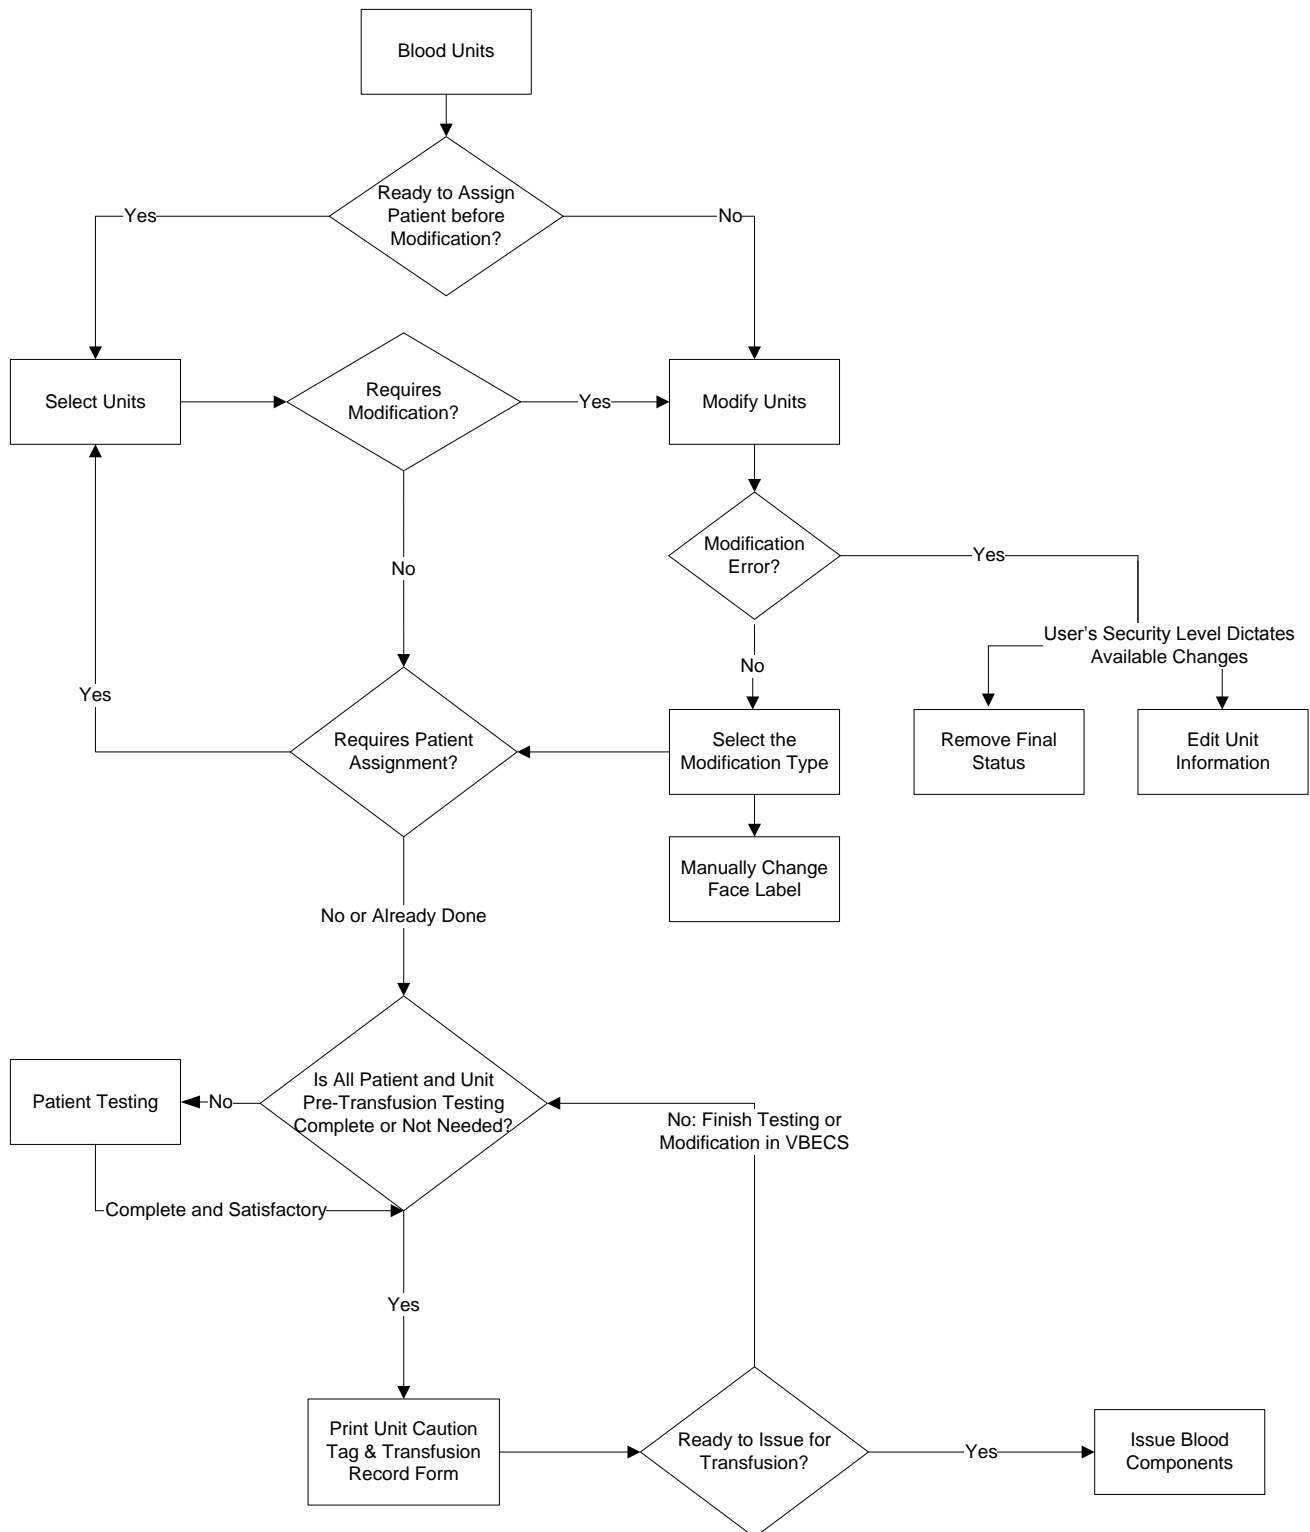 Blood Units
Ready to Assign
Patient before
Modification?
Yes
No
Select Units
Requires
Modification?
Yes
Modify Units
Modification
Error?
Yes
No
User's Security Level Dictates
Available Changes
No
Yes
Requires Patient
Assignment?
Select the
Modification Type
Remove Final
Status
Edit Unit
Information
Manually Change
Face Label
No or Already Done
Patient Testing
No
Is All Patient and Unit
Pre-Transfusion Testing
Complete or Not Needed?
No: Finish Testing or
Modification in VBECS
Complete and Satisfactory
Yes
Print Unit Caution
Tag & Transfusion
Record Form
Ready to Issue for
Transfusion?
Yes
Issue Blood
Components